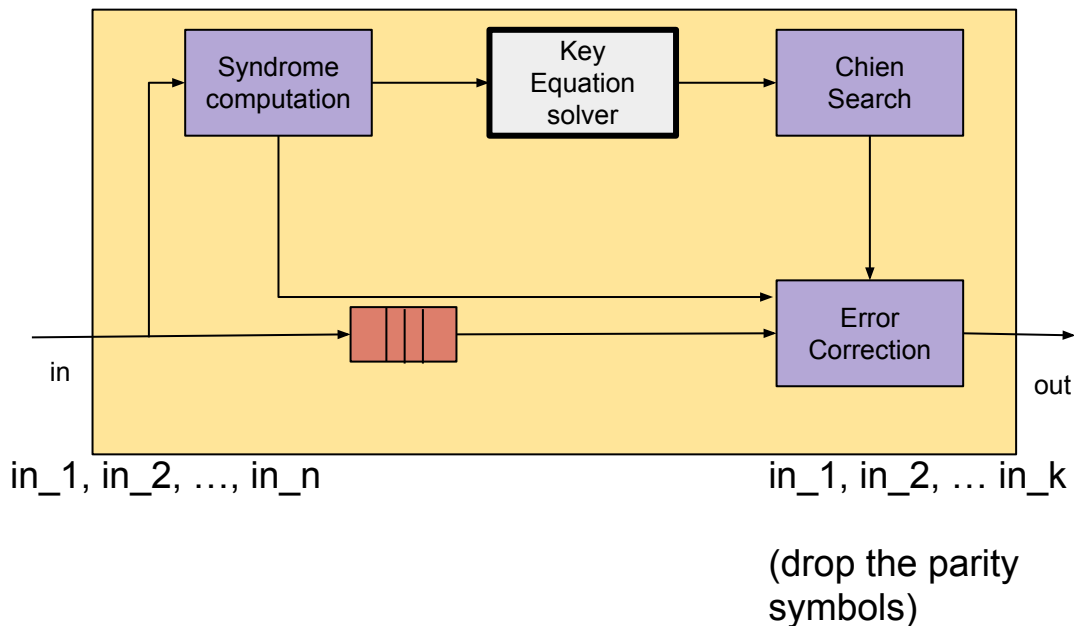 Syndrome
computation
Key
Equation
solver
Chien
Search
Error
Correction
in
out
in_1, in_2, …, in_n
in_1, in_2, … in_k
(drop the parity
symbols)